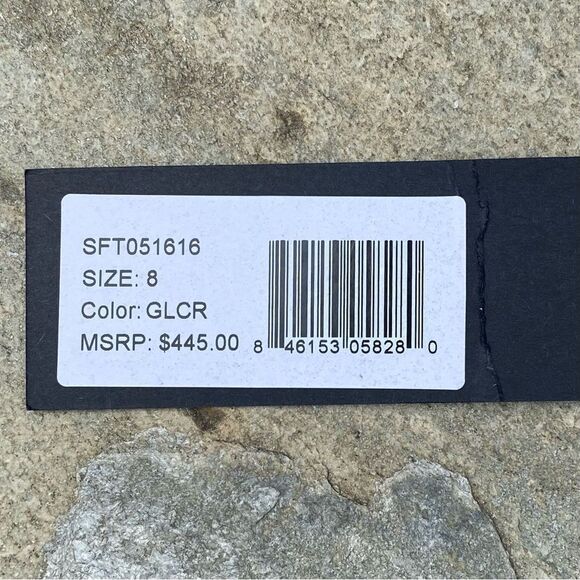 SFT051616
SIZE: 8
Color: GLCR
MSRP: $445.00
8 46153 05828 0